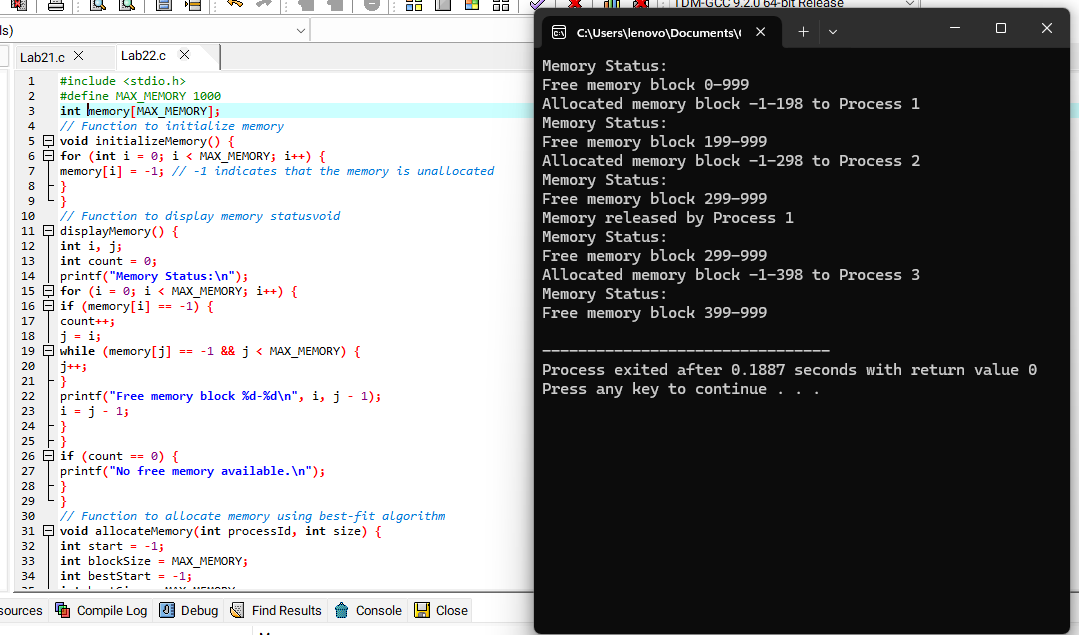 TDM-GCC 9.2.0 64-bit Release
ls)
Lab21.c
Lab22.c
1 #include <stdio.h>
2 #define MAX_MEMORY 1000
3 int memory[MAX_MEMORY];
4 // Function to initialize memory
5 void initializeMemory() {
6 for (int i = 0; i < MAX_MEMORY; i++) {
7 memory[i] = -1; // -1 indicates that the memory is unallocated
8 }
9 }
10 // Function to display memory statusvoid
11 displayMemory() {
12 int i, j;
13 int count = 0;
14 printf("Memory Status:\n");
15 for (i = 0; i < MAX_MEMORY; i++) {
16 if (memory[i] == -1) {
17 count++;
18 j = i;
19 while (memory[j] == -1 && j < MAX_MEMORY) {
20 j++;
21 }
22 printf("Free memory block %d-%d\n", i, j - 1);
23 i = j - 1;
24 }
25 }
26 if (count == 0) {
27 printf("No free memory available.\n");
28 }
29 }
30 // Function to allocate memory using best-fit algorithm
31 void allocateMemory(int processId, int size) {
32 int start = -1;
33 int blockSize = MAX_MEMORY;
34 int bestStart = -1;
sources Compile Log Debug Find Results Console Close
C:\Users\lenovo\Documents\
Memory Status:
Free memory block 0-999
Allocated memory block -1-198 to Process 1
Memory Status:
Free memory block 199-999
Allocated memory block -1-298 to Process 2
Memory Status:
Free memory block 299-999
Memory released by Process 1
Memory Status:
Free memory block 299-999
Allocated memory block -1-398 to Process 3
Memory Status:
Free memory block 399-999
--------------------------------
Process exited after 0.1887 seconds with return value 0
Press any key to continue . . .